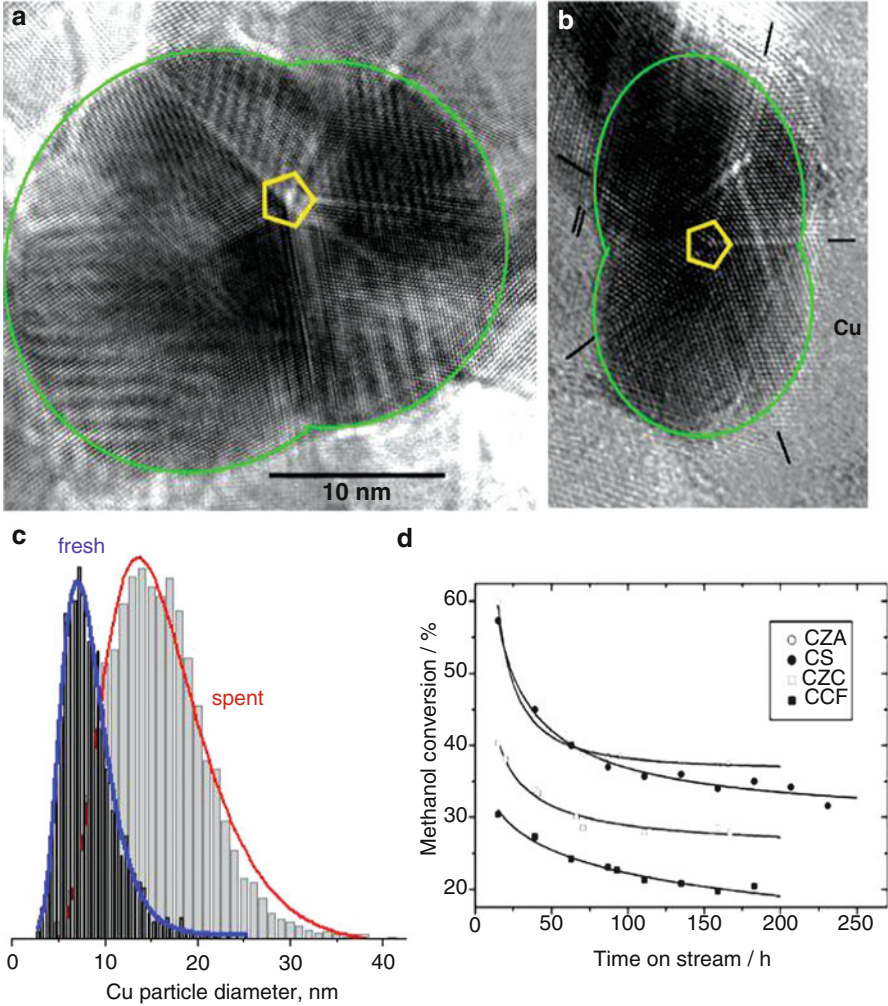 a
b
Cu
10 nm
c
fresh
spent
0 10 20 30 40
Cu particle diameter, nm
d
60
50
40
30
20
Methanol conversion / %
CZA
CS
CZC
CCF
0 50 100 150 200 250
Time on stream / h